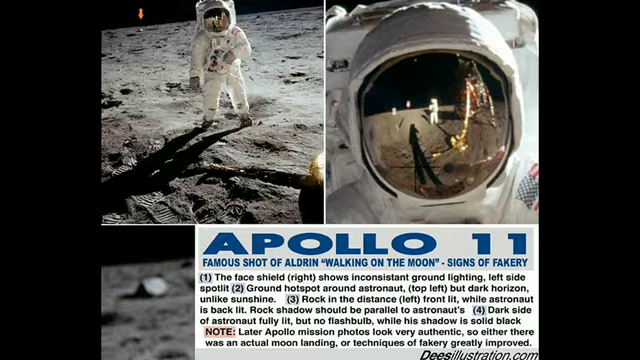 APOLLO 11
FAMOUS SHOT OF ALDRIN “WALKING ON THE MOON” - SIGNS OF FAKERY
(1) The face shield (right) shows inconsistant ground lighting, left side
spotlit (2) Ground hotspot around astronaut, (top left) but dark horizon,
unlike sunshine. (3) Rock in the distance (left) front lit, while astronaut
is back lit. Rock shadow should be parallel to astronaut's (4) Dark side
of astronaut fully lit, but no flashbulb, while his shadow is solid black
NOTE: Later Apollo mission photos look very authentic, so either there
was an actual moon landing, or techniques of fakery greatly improved.
Deesillustration.com